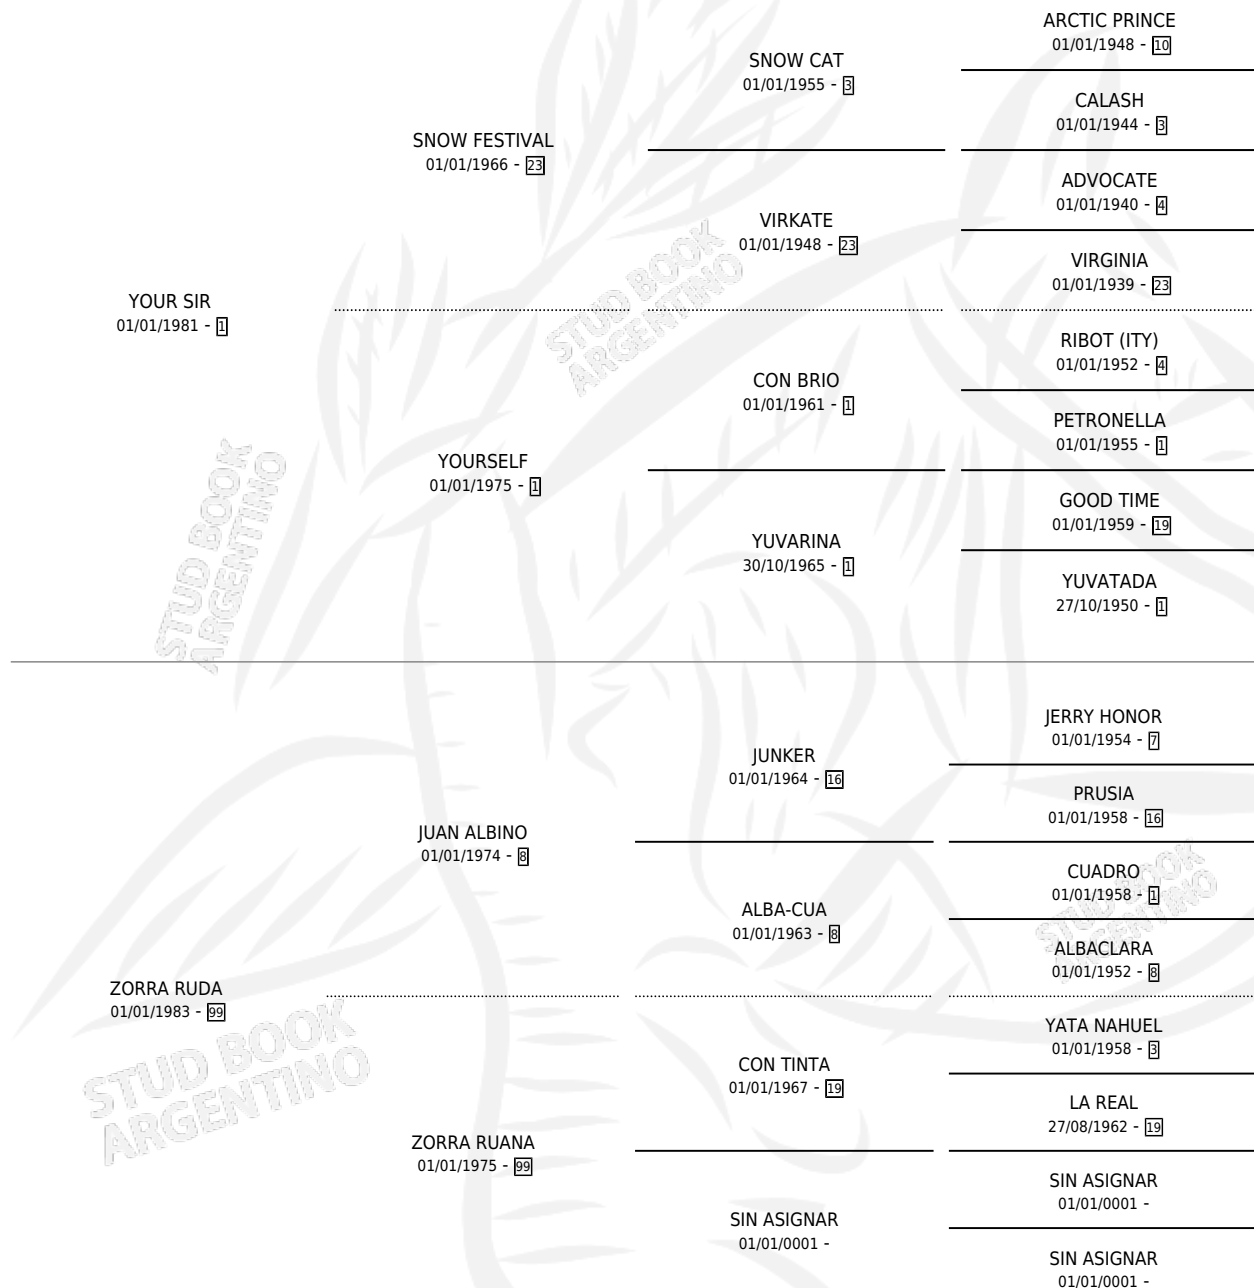 ARCTIC PRINCE
01/01/1948 - 10
SNOW CAT
01/01/1955 - 3
CALASH
01/01/1944 - 3
SNOW FESTIVAL
01/01/1966 - 23
ADVOCATE
01/01/1940 - 4
VIRKATE
01/01/1948 - 23
VIRGINIA
01/01/1939 - 23
YOUR SIR
01/01/1981 - 1
RIBOT (ITY)
01/01/1952 - 4
CON BRIO
01/01/1961 - 1
PETRONELLA
01/01/1955 - 1
YOURSELF
01/01/1975 - 1
GOOD TIME
01/01/1959 - 19
YUVARINA
30/10/1965 - 1
YUVATADA
27/10/1950 - 1
JERRY HONOR
01/01/1954 - 7
JUNKER
01/01/1964 - 16
PRUSIA
01/01/1958 - 16
JUAN ALBINO
01/01/1974 - 8
CUADRO
01/01/1958 - 1
ALBA-CUA
01/01/1963 - 8
ALBACLARA
01/01/1952 - 8
ZORRA RUDA
01/01/1983 - 99
YATA NAHUEL
01/01/1958 - 3
CON TINTA
01/01/1967 - 19
LA REAL
27/08/1962 - 19
ZORRA RUANA
01/01/1975 - 99
SIN ASIGNAR
01/01/0001 -
SIN ASIGNAR
01/01/0001 -
SIN ASIGNAR
01/01/0001 -
STUD BOOK
ARGENTINO
STUD BOOK
ARGENTINO
STUD BOOK
ARGENTINO
STUD BOOK
ARGENTINO